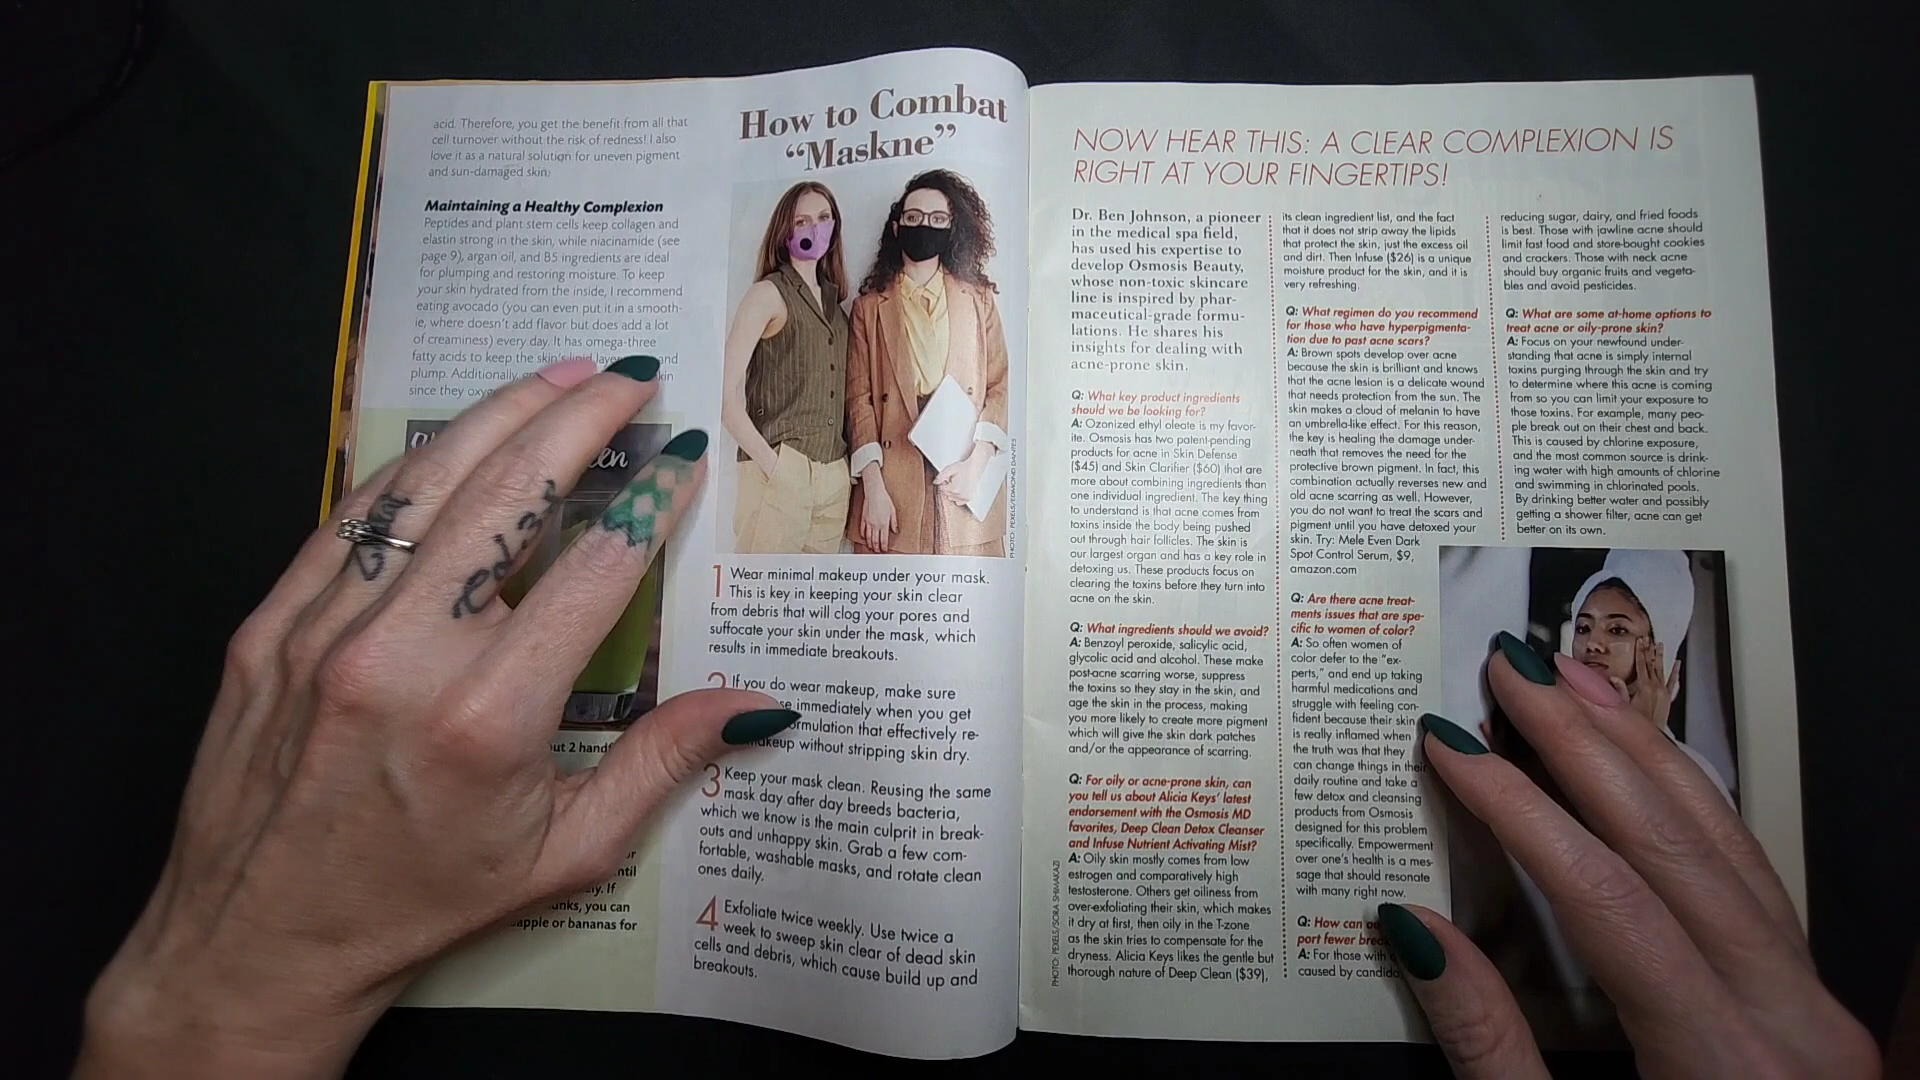 acid. Therefore, you get the benefit from all that
cell turnover without the risk of redness! I also
love it as a natural solution for uneven pigment
and sun-damaged skin.
Maintaining a Healthy Complexion
Peptides and plant stem cells keep collagen and
elastin strong in the skin, while niacinamide (see
page 9), argan oil, and B5 ingredients are ideal
for plumping and restoring moisture. To keep
your skin hydrated from the inside, I recommend
eating avocado (you can even put it in a smooth-
ie, where doesn't add flavor but does add a lot
of creaminess) every day. It has omega-three
fatty acids to keep the skin's lipid and
plump. Additionally,
since they
apple or bananas for
How to Combat
“Maskne”
PHOTO: PEXELS/EDMOND DANTES
1 Wear minimal makeup under your mask.
This is key in keeping your skin clear
from debris that will clog your pores and
suffocate your skin under the mask, which
results in immediate breakouts.
2 If you do wear makeup, make sure
immediately when you get
formulation that effectively re-
makeup without stripping skin dry.
3 Keep your mask clean. Reusing the same
mask day after day breeds bacteria,
which we know is the main culprit in break-
outs and unhappy skin. Grab a few com-
fortable, washable masks, and rotate clean
ones daily.
4 Exfoliate twice weekly. Use twice a
week to sweep skin clear of dead skin
cells and debris, which cause build up and
breakouts.
NOW HEAR THIS: A CLEAR COMPLEXION IS
RIGHT AT YOUR FINGERTIPS!
Dr. Ben Johnson, a pioneer
in the medical spa field,
has used his expertise to
develop Osmosis Beauty,
whose non-toxic skincare
line is inspired by phar-
maceutical-grade formu-
lations. He shares his
insights for dealing with
acne-prone skin.
Q: What key product ingredients
should we be looking for?
A: Ozonized ethyl oleate is my favor-
ite. Osmosis has two patent-pending
products for acne in Skin Defense
($45) and Skin Clarifier ($60) that are
more about combining ingredients than
one individual ingredient. The key thing
to understand is that acne comes from
toxins inside the body being pushed
out through hair follicles. The skin is
our largest organ and has a key role in
detoxing us. These products focus on
clearing the toxins before they turn into
acne on the skin.
Q: What ingredients should we avoid?
A: Benzoyl peroxide, salicylic acid,
glycolic acid and alcohol. These make
post-acne scarring worse, suppress
the toxins so they stay in the skin, and
age the skin in the process, making
you more likely to create more pigment
which will give the skin dark patches
and/or the appearance of scarring.
Q: For oily or acne-prone skin, can
you tell us about Alicia Keys' latest
endorsement with the Osmosis MD
favorites, Deep Clean Detox Cleanser
and Infuse Nutrient Activating Mist?
A: Oily skin mostly comes from low
estrogen and comparatively high
testosterone. Others get oiliness from
over-exfoliating their skin, which makes
it dry at first, then oily in the T-zone
as the skin tries to compensate for the
dryness. Alicia Keys likes the gentle but
thorough nature of Deep Clean ($39),
PHOTO: PEXELS/SORA SHIMAZAKI
its clean ingredient list, and the fact
that it does not strip away the lipids
that protect the skin, just the excess oil
and dirt. Then Infuse ($26) is a unique
moisture product for the skin, and it is
very refreshing.
Q: What regimen do you recommend
for those who have hyperpigmenta-
tion due to past acne scars?
A: Brown spots develop over acne
because the skin is brilliant and knows
that the acne lesion is a delicate wound
that needs protection from the sun. The
skin makes a cloud of melanin to have
an umbrella-like effect. For this reason,
the key is healing the damage under-
neath that removes the need for the
protective brown pigment. In fact, this
combination actually reverses new and
old acne scarring as well. However,
you do not want to treat the scars and
pigment until you have detoxed your
skin. Try: Mele Even Dark
Spot Control Serum, $9,
amazon.com
Q: Are there acne treat-
ments issues that are spe-
cific to women of color?
A: So often women of
color defer to the “ex-
perts,” and end up taking
harmful medications and
struggle with feeling con-
fident because their skin
is really inflamed when
the truth was that they
can change things in their
daily routine and take a
few detox and cleansing
products from Osmosis
designed for this problem
specifically. Empowerment
over one's health is a mes-
sage that should resonate
with many right now.
Q: How can
port fewer
A: For those with
caused by
reducing sugar, dairy, and fried foods
is best. Those with jawline acne should
limit fast food and store-bought cookies
and crackers. Those with neck acne
should buy organic fruits and vegeta-
bles and avoid pesticides.
Q: What are some at-home options to
treat acne or oily-prone skin?
A: Focus on your newfound under-
standing that acne is simply internal
toxins purging through the skin and try
to determine where this acne is coming
from so you can limit your exposure to
those toxins. For example, many peo-
ple break out on their chest and back.
This is caused by chlorine exposure,
and the most common source is drink-
ing water with high amounts of chlorine
and swimming in chlorinated pools.
By drinking better water and possibly
getting a shower filter, acne can get
better on its own.